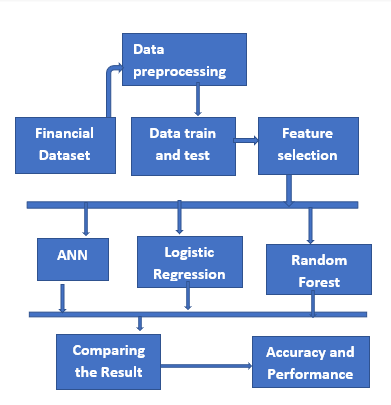 Data
preprocessing
Financial
Dataset
Data train
and test
Feature
selection
ANN
Logistic
Regression
Random
Forest
Comparing
the Result
Accuracy and
Performance